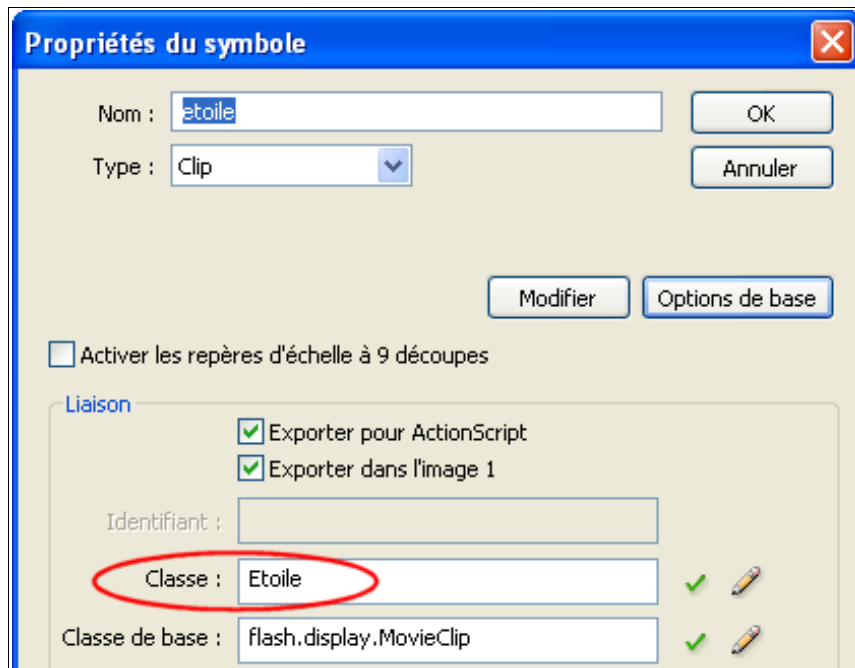 Propriétés du symbole
Nom : etoile
OK
Type : Clip
Annuler
Modifier
Options de base
Activer les repères d'échelle à 9 découpes
Liaison
Exporter pour ActionScript
Exporter dans l'image 1
Identifiant :
Classe : Etoile
Classe de base : flash.display.MovieClip